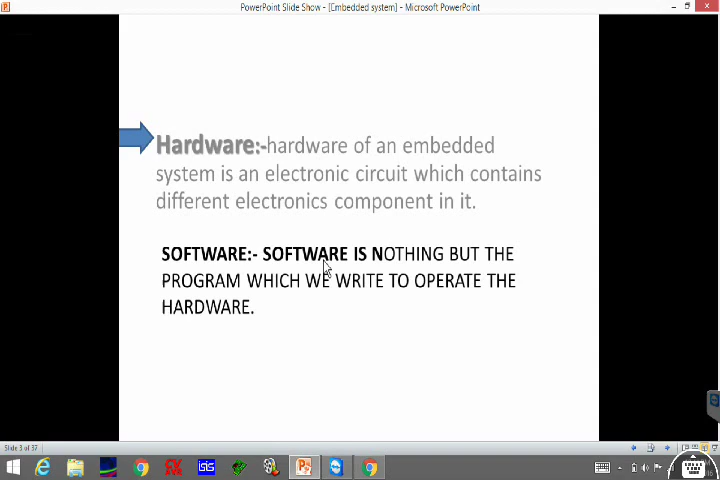 PowerPoint Slide Show - [Embedded system] - Microsoft PowerPoint
Hardware:-hardware of an embedded
system is an electronic circuit which contains
different electronics component in it.
SOFTWARE:- SOFTWARE IS NOTHING BUT THE
PROGRAM WHICH WE WRITE TO OPERATE THE
HARDWARE.
Slide 3 of 37
isis